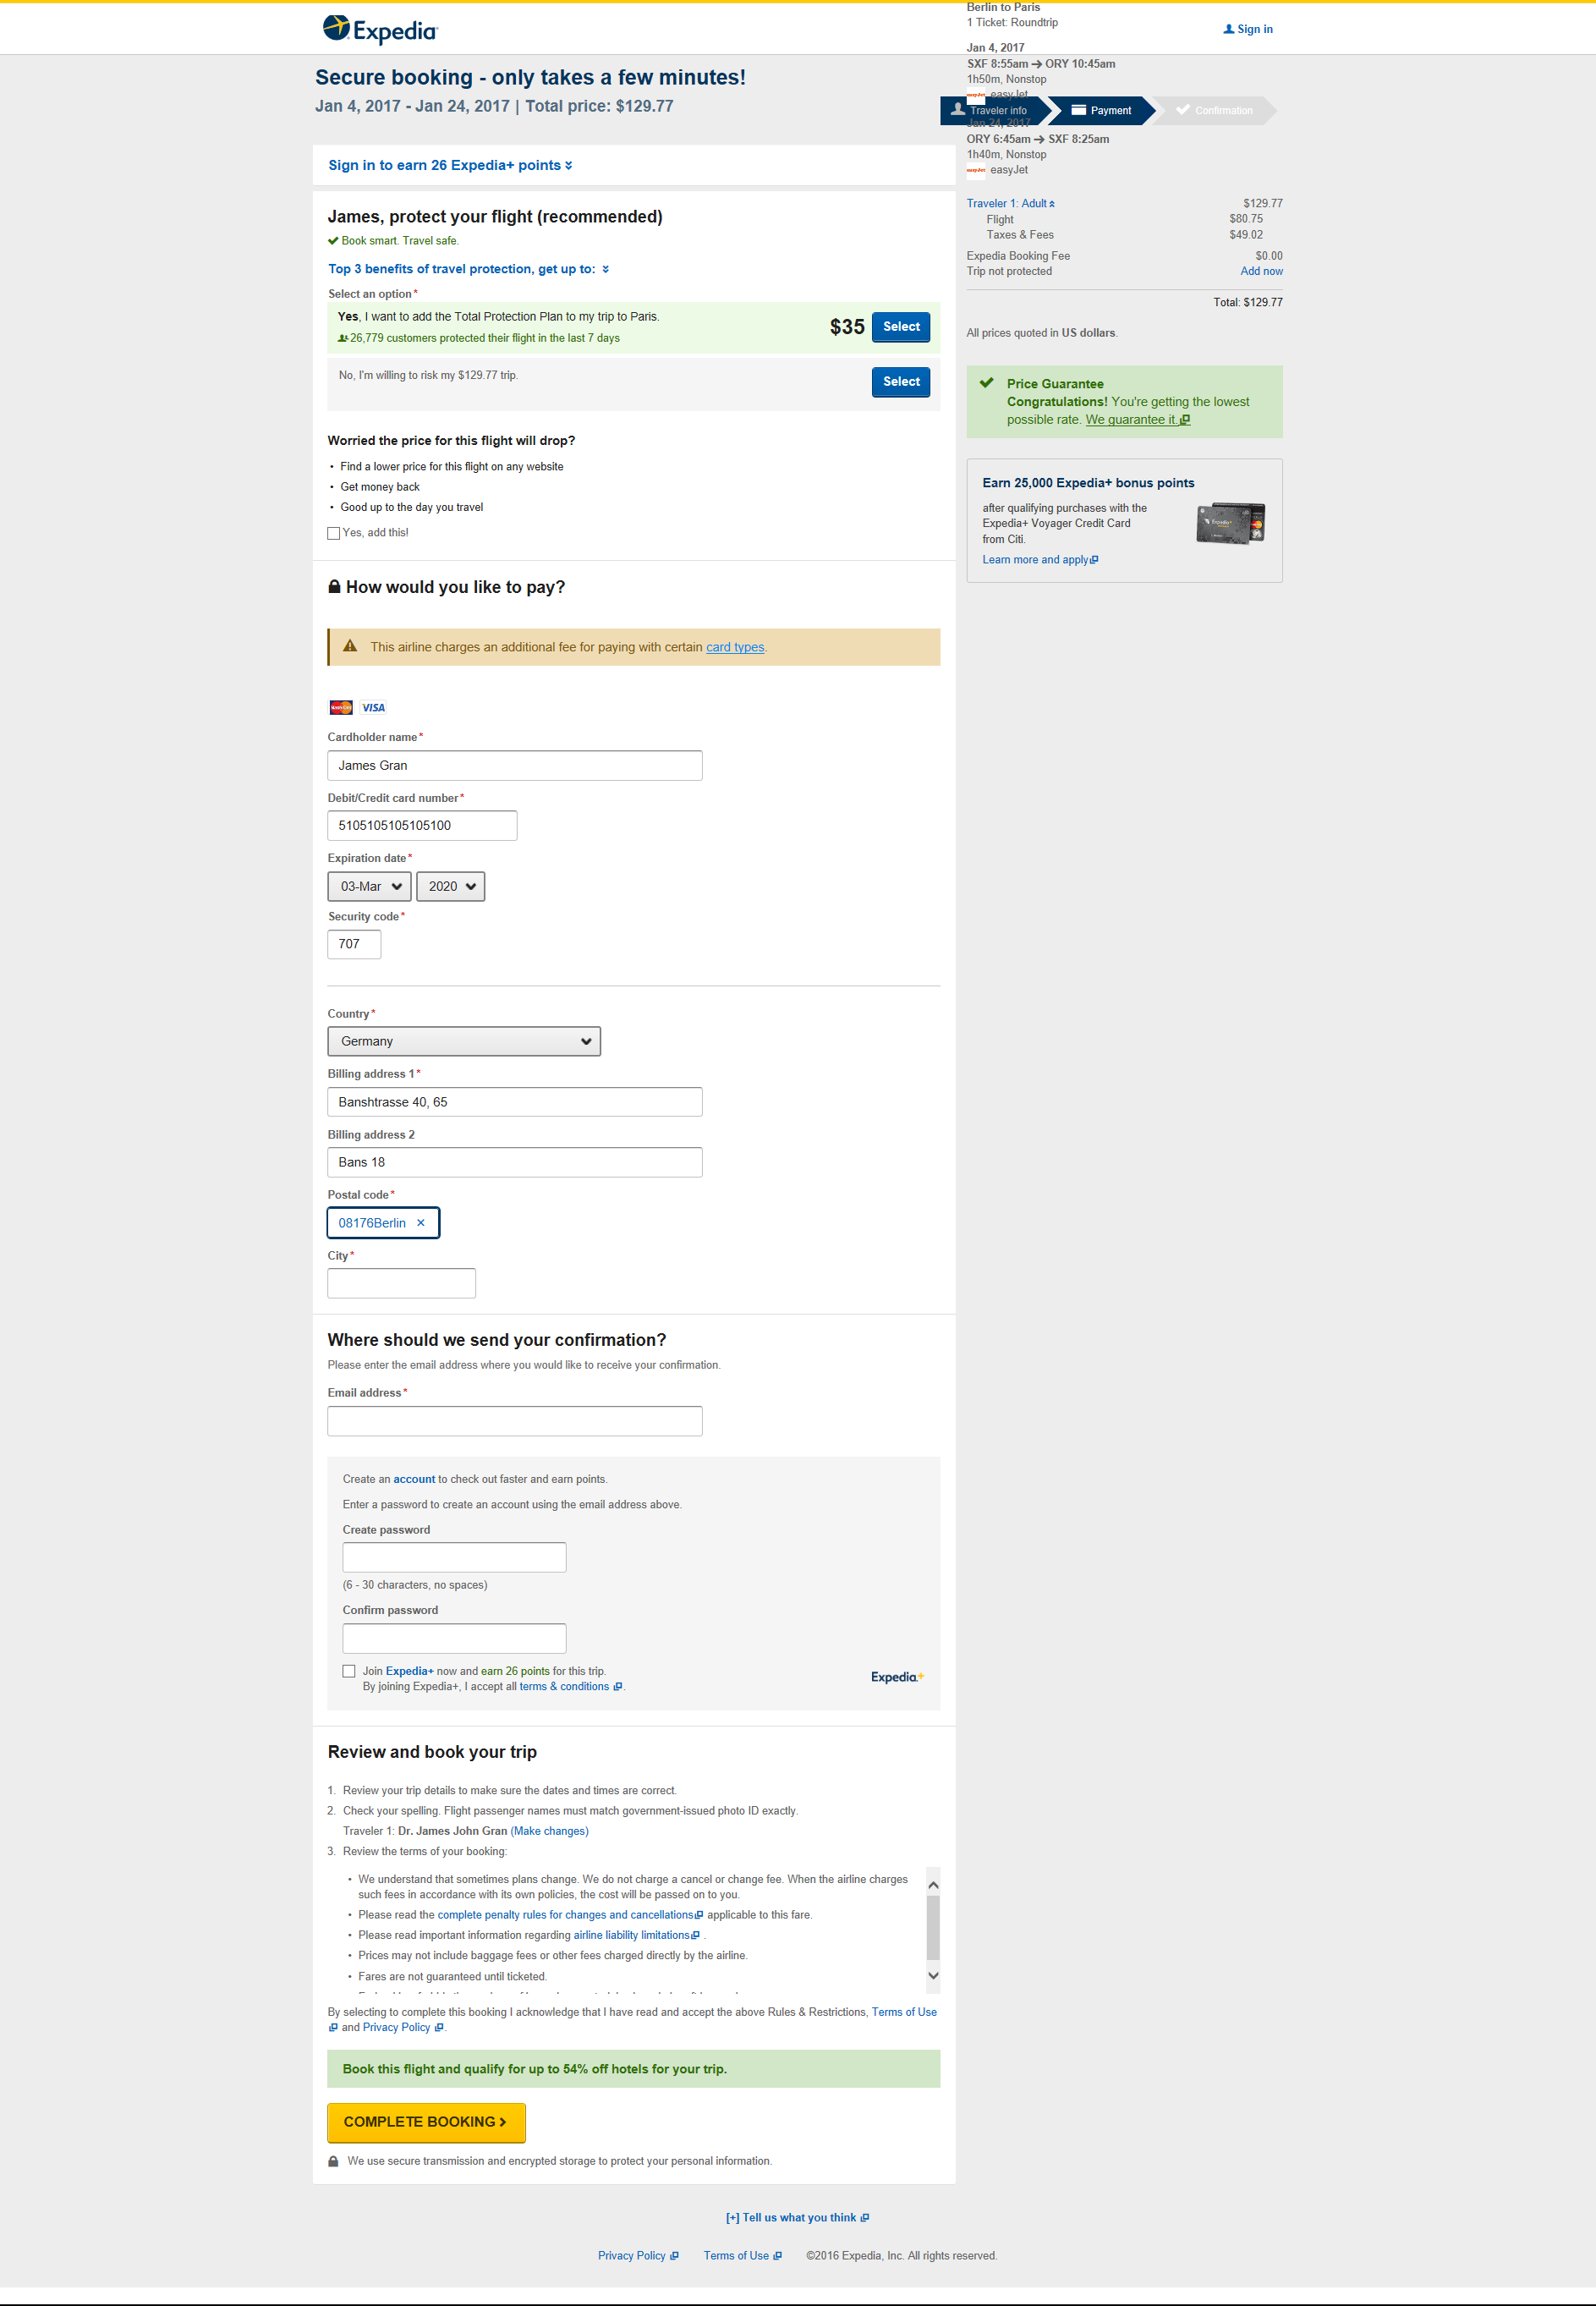 Expedia
Sign in
Secure booking - only takes a few minutes!
Jan 4, 2017 - Jan 24, 2017 | Total price: $129.77
Berlin to Paris
1 Ticket: Roundtrip
Jan 4, 2017
SXF 8:55am → ORY 10:45am
1h50m, Nonstop
easyJet easyJet
Traveler info
Payment
Confirmation
Jan 24, 2017
ORY 6:45am → SXF 8:25am
1h40m, Nonstop
easyJet easyJet
Traveler 1: Adult $129.77
Flight $80.75
Taxes & Fees $49.02
Expedia Booking Fee $0.00
Trip not protected Add now
Total: $129.77
All prices quoted in US dollars.
Price Guarantee
Congratulations! You're getting the lowest
possible rate. We guarantee it.
Earn 25,000 Expedia+ bonus points
after qualifying purchases with the
Expedia+ Voyager Credit Card
from Citi.
Learn more and apply
Sign in to earn 26 Expedia+ points
James, protect your flight (recommended)
Book smart. Travel safe.
Top 3 benefits of travel protection, get up to:
Select an option*
Yes, I want to add the Total Protection Plan to my trip to Paris.
26,779 customers protected their flight in the last 7 days
$35 Select
No, I'm willing to risk my $129.77 trip.
Select
Worried the price for this flight will drop?
• Find a lower price for this flight on any website
• Get money back
• Good up to the day you travel
Yes, add this!
How would you like to pay?
This airline charges an additional fee for paying with certain card types.
VISA
Cardholder name*
James Gran
Debit/Credit card number*
5105105105105100
Expiration date*
03-Mar 2020
Security code*
707
Country*
Germany
Billing address 1*
Banshtrasse 40, 65
Billing address 2
Bans 18
Postal code*
08176Berlin ×
City*
Where should we send your confirmation?
Please enter the email address where you would like to receive your confirmation.
Email address*
Create an account to check out faster and earn points.
Enter a password to create an account using the email address above.
Create password
(6 - 30 characters, no spaces)
Confirm password
Join Expedia+ now and earn 26 points for this trip.
By joining Expedia+, I accept all terms & conditions .
Expedia+
Review and book your trip
1. Review your trip details to make sure the dates and times are correct.
2. Check your spelling. Flight passenger names must match government-issued photo ID exactly.
Traveler 1: Dr. James John Gran (Make changes)
3. Review the terms of your booking:
• We understand that sometimes plans change. We do not charge a cancel or change fee. When the airline charges
such fees in accordance with its own policies, the cost will be passed on to you.
• Please read the complete penalty rules for changes and cancellations applicable to this fare.
• Please read important information regarding airline liability limitations .
• Prices may not include baggage fees or other fees charged directly by the airline.
• Fares are not guaranteed until ticketed.
By selecting to complete this booking I acknowledge that I have read and accept the above Rules & Restrictions, Terms of Use
and Privacy Policy .
Book this flight and qualify for up to 54% off hotels for your trip.
COMPLETE BOOKING ›
We use secure transmission and encrypted storage to protect your personal information.
[+] Tell us what you think
Privacy Policy Terms of Use ©2016 Expedia, Inc. All rights reserved.